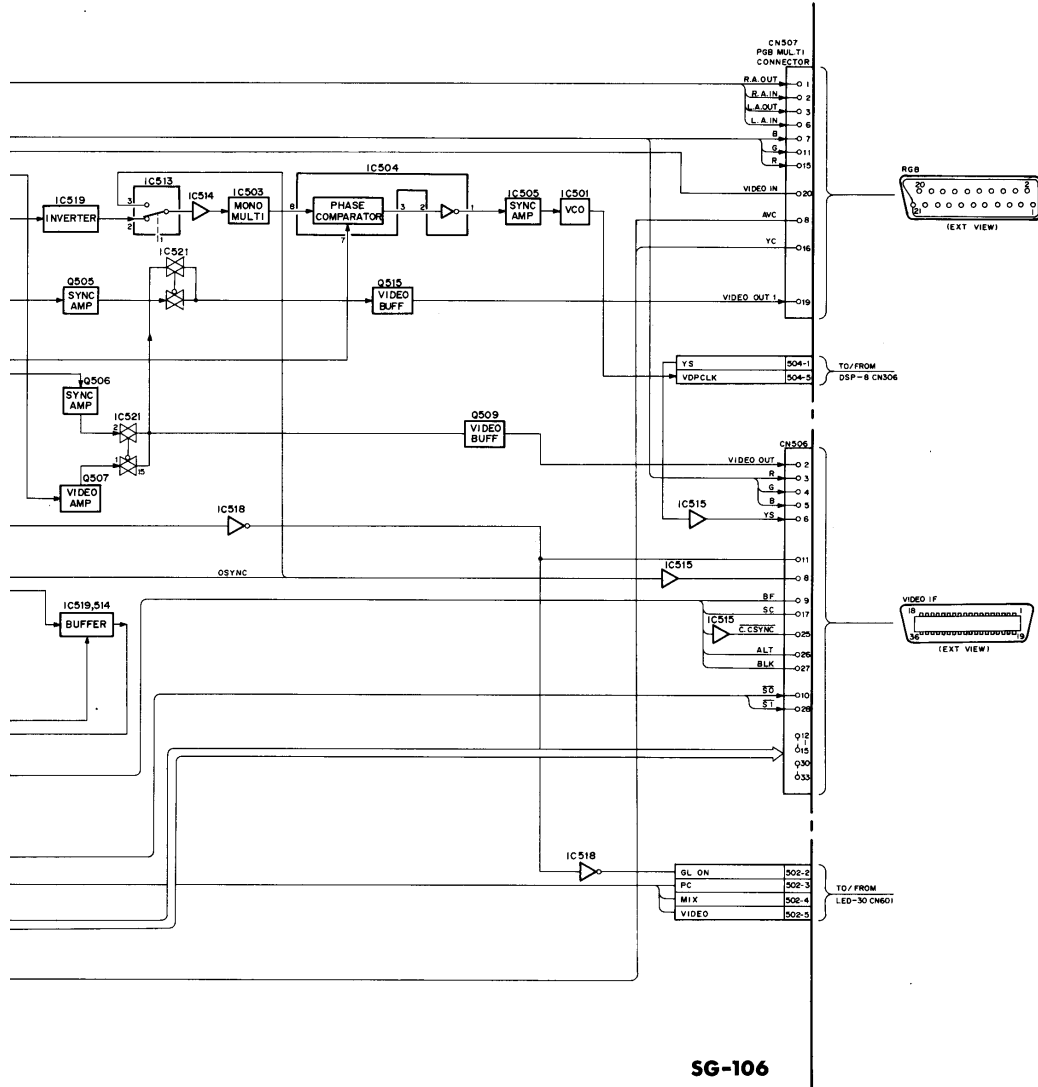 CN507
PGB MULTI
CONNECTOR
R.A.OUT 1
R.A.IN 2
L.A.OUT 3
L.A.IN 6
B 7
G 11
R 15
VIDEO IN 20
AVC 8
YC 16
VIDEO OUT 1 19
RGB
20 2
21 1
(EXT VIEW)
IC519
INVERTER
IC513
3
2
1
IC514
IC503
MONO
MULTI
IC504
8
PHASE
COMPARATOR
7
3
2
1
IC505
SYNC
AMP
IC501
VCO
IC521
Q505
SYNC
AMP
Q515
VIDEO
BUFF
YS 504-1
VDPCLK 504-5
TO/FROM
DSP-8 CN306
Q506
SYNC
AMP
IC521
2
1
15
Q507
VIDEO
AMP
Q509
VIDEO
BUFF
CN506
VIDEO OUT 2
R 3
G 4
B 5
IC515
YS 6
IC518
11
OSYNC
IC515
8
BF 9
SC 17
IC515
C.CSYNC 25
ALT 26
BLK 27
S0 10
S1 28
12
15
30
33
VIDEO IF
18 1
36 19
(EXT VIEW)
IC519,514
BUFFER
IC518
GL ON 502-2
PC 502-3
MIX 502-4
VIDEO 502-5
TO/FROM
LED-30 CN601
SG-106